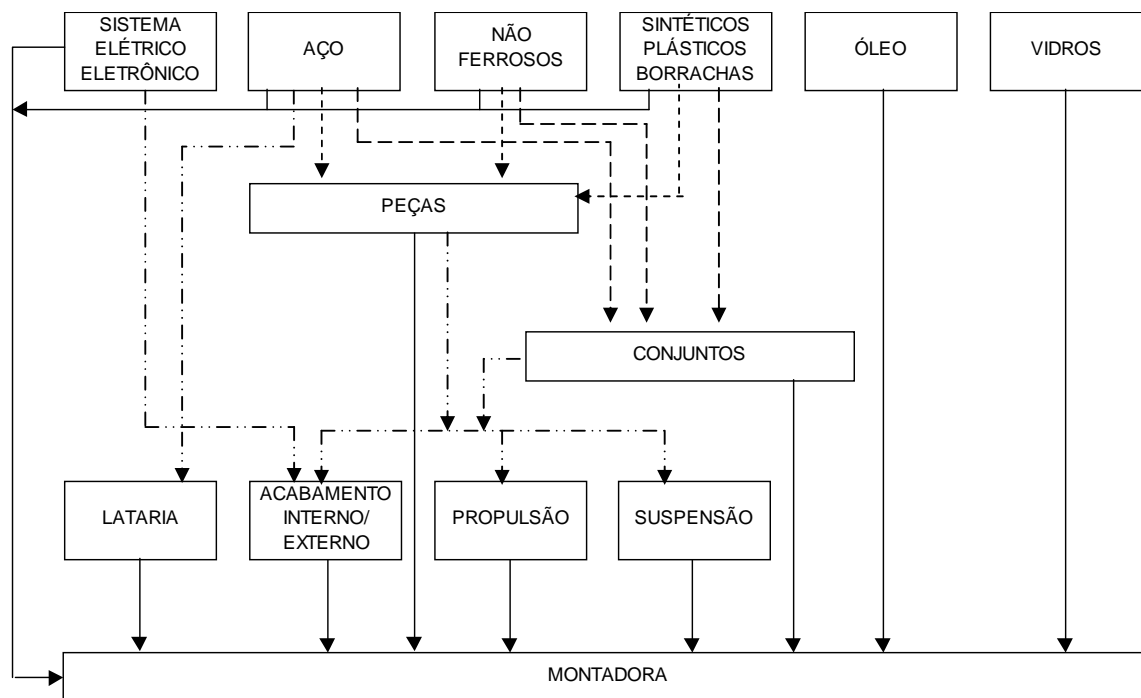 SISTEMA
ELÉTRICO
ELETRÔNICO
AÇO
NÃO
FERROSOS
SINTÉTICOS
PLÁSTICOS
BORRACHAS
ÓLEO
VIDROS
PEÇAS
CONJUNTOS
LATARIA
ACABAMENTO
INTERNO/
EXTERNO
PROPULSÃO
SUSPENSÃO
MONTADORA